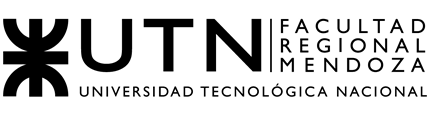 UTN
FACULTAD
REGIONAL
MENDOZA
UNIVERSIDAD TECNOLÓGICA NACIONAL